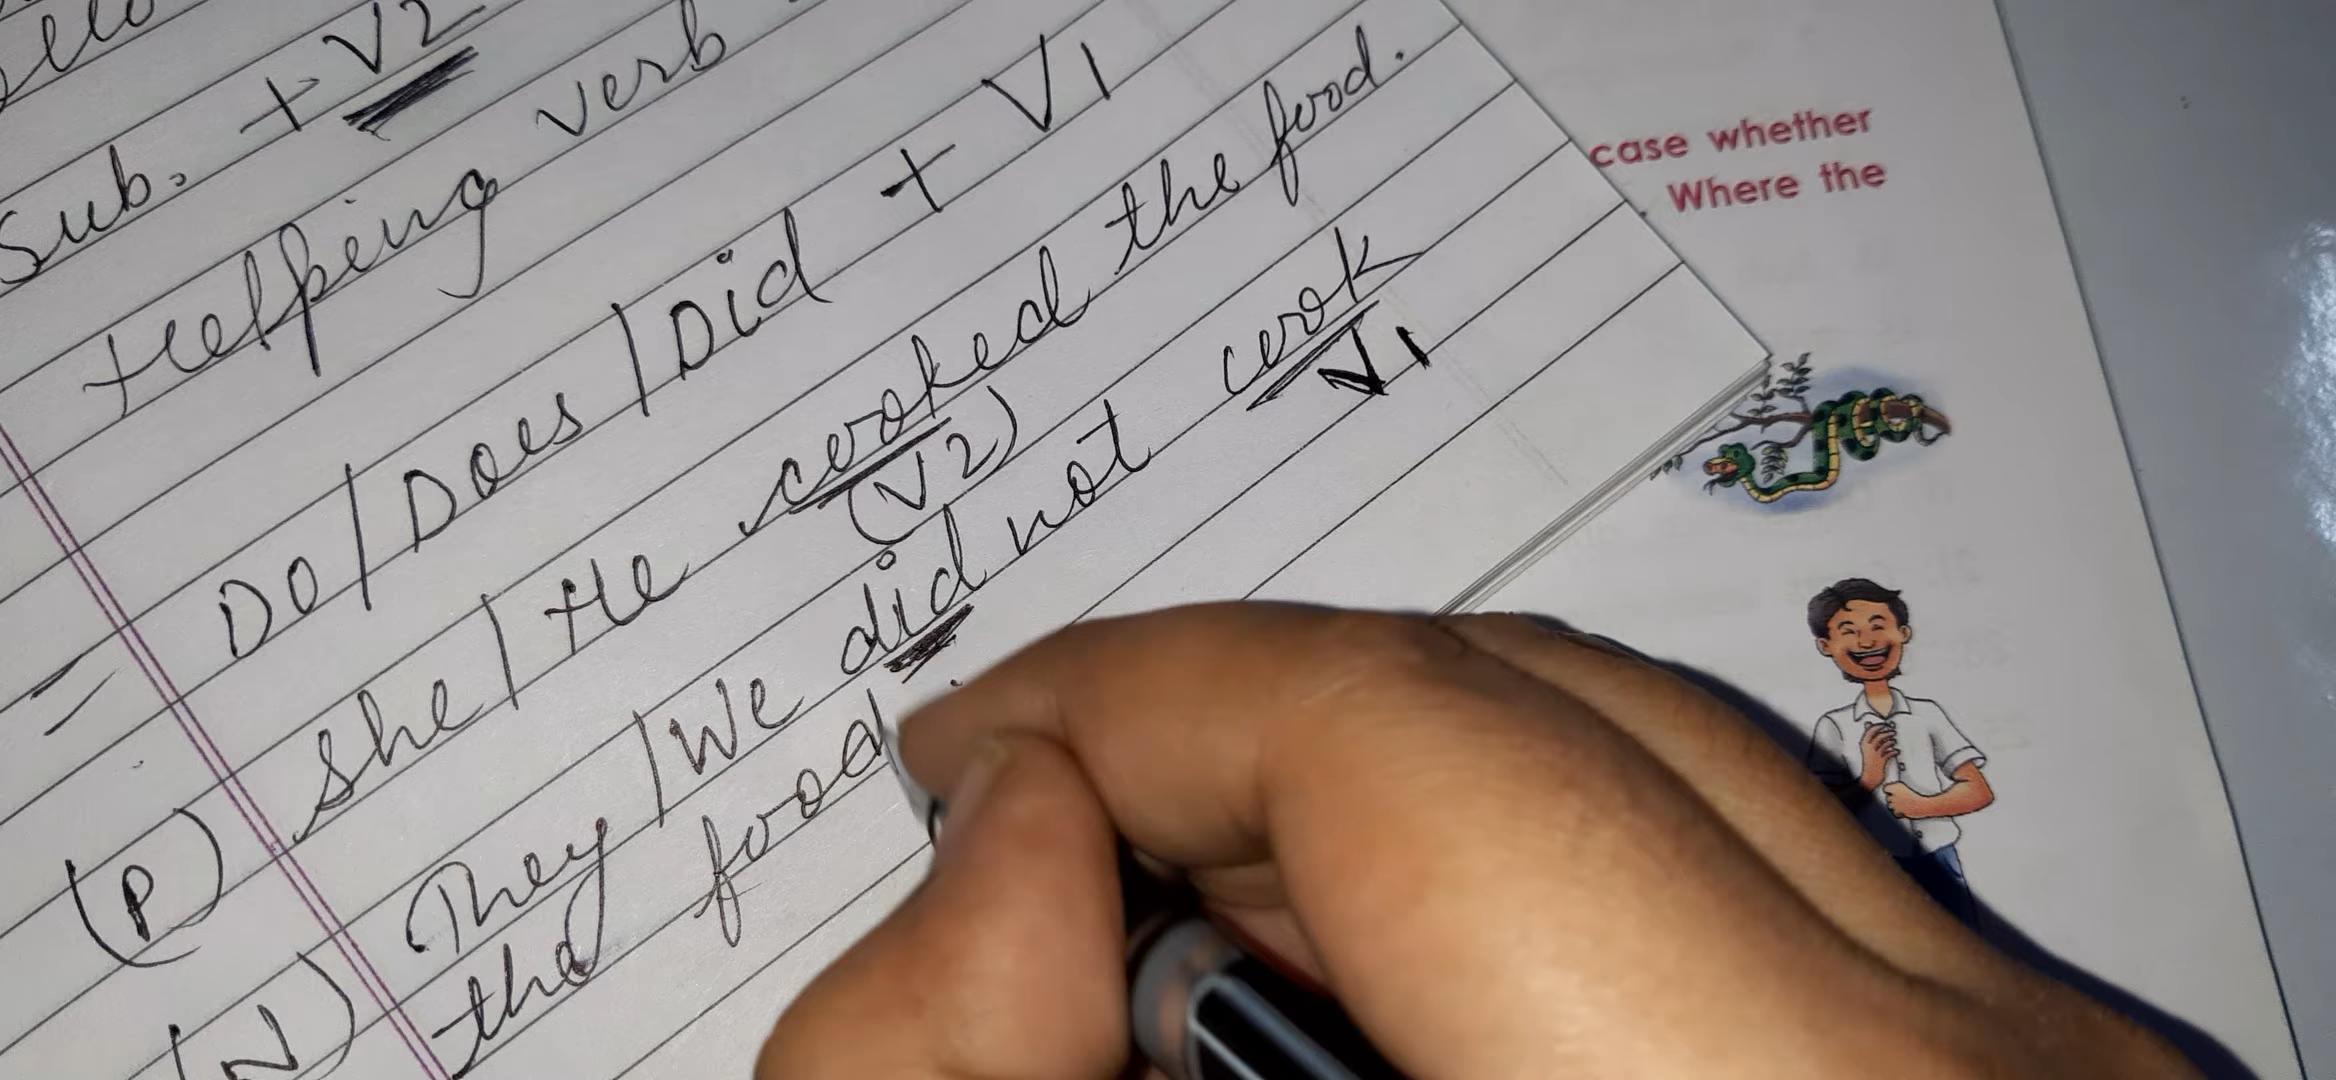 Sub. + V2
Helping verb
= Do / Does / Did + V1
(P) She / He cooked the food.
(V2)
(N) They / We did not cook
V1
the food
case whether
. Where the